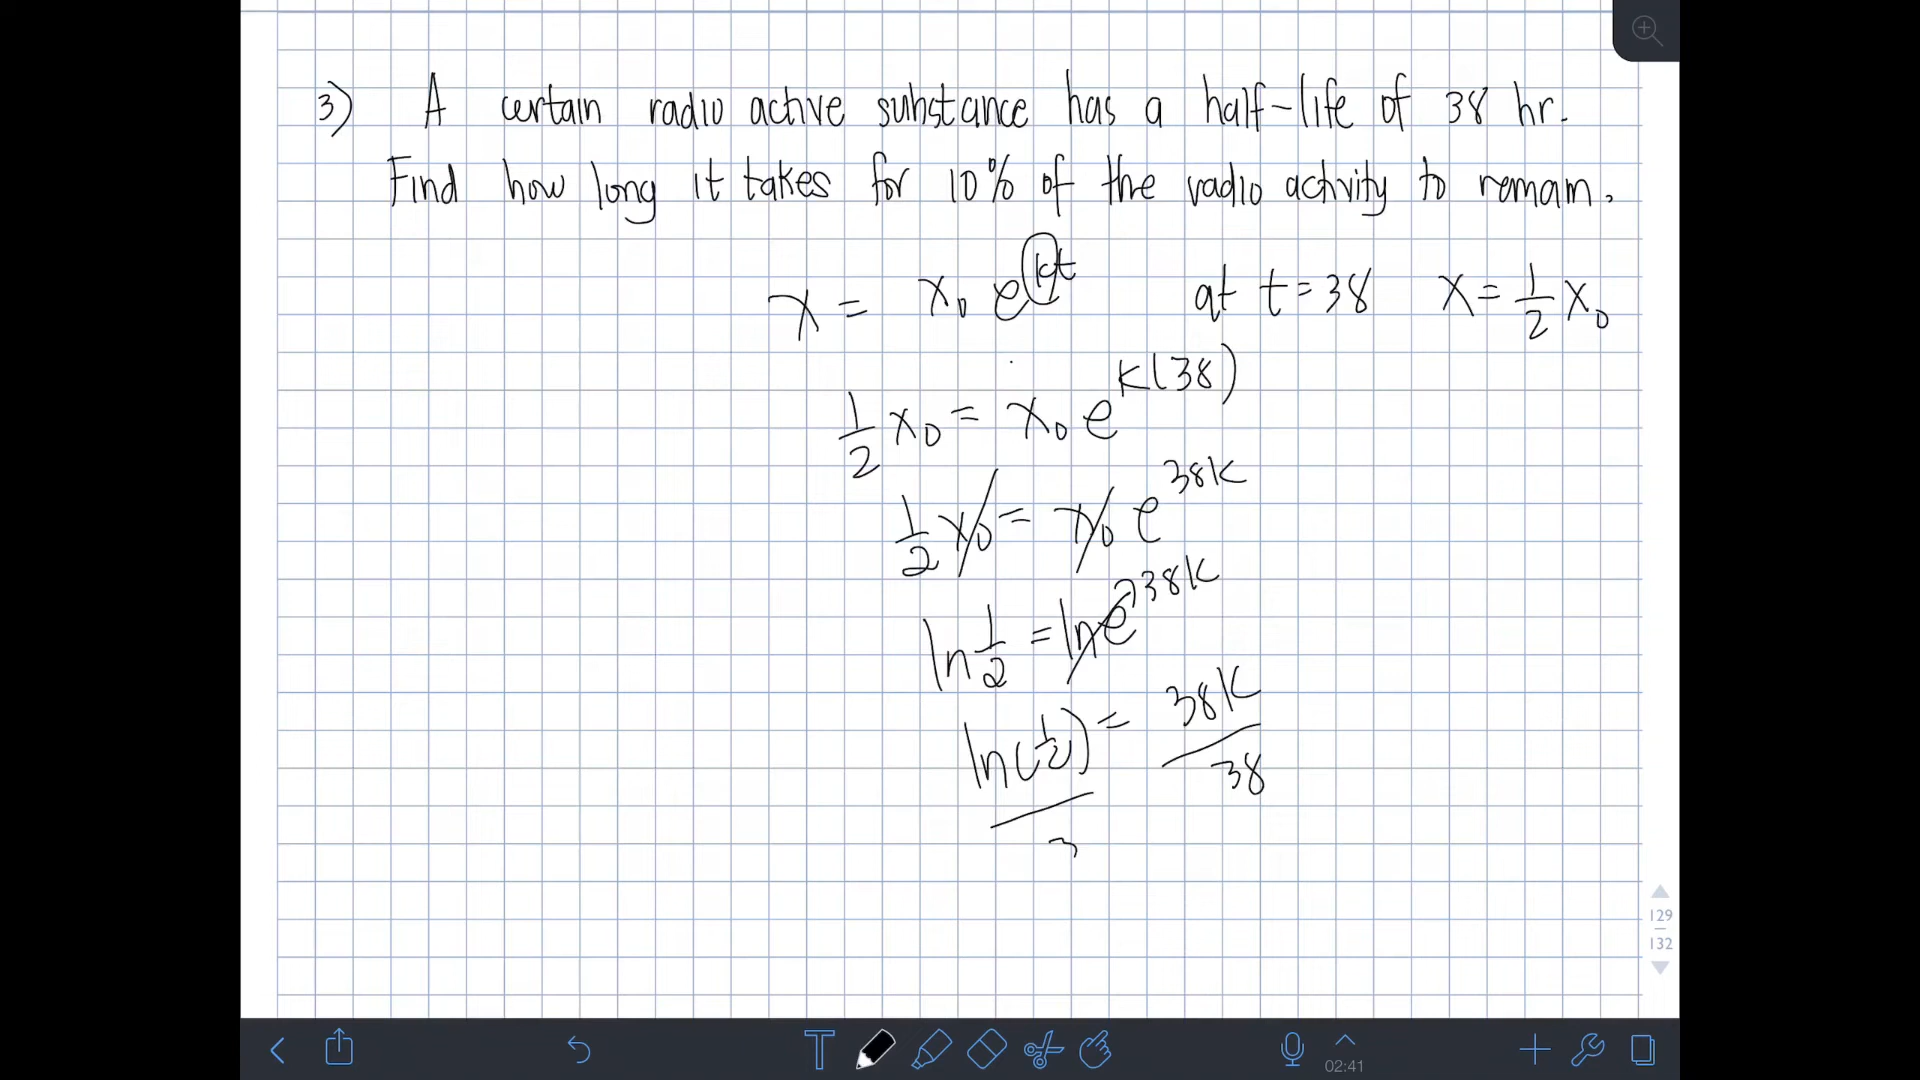 3) A certain radio active substance has a half-life of 38 hr.
Find how long it takes for 10% of the radio activity to remain.
x = x₀ e^kt at t = 38 x = 1/2 x₀
1/2 x₀ = x₀ e^k(38)
1/2 x₀ = x₀ e^38k
ln 1/2 = ln e^38k
ln(1/2) = 38k
38
3
129
132
T
02:41